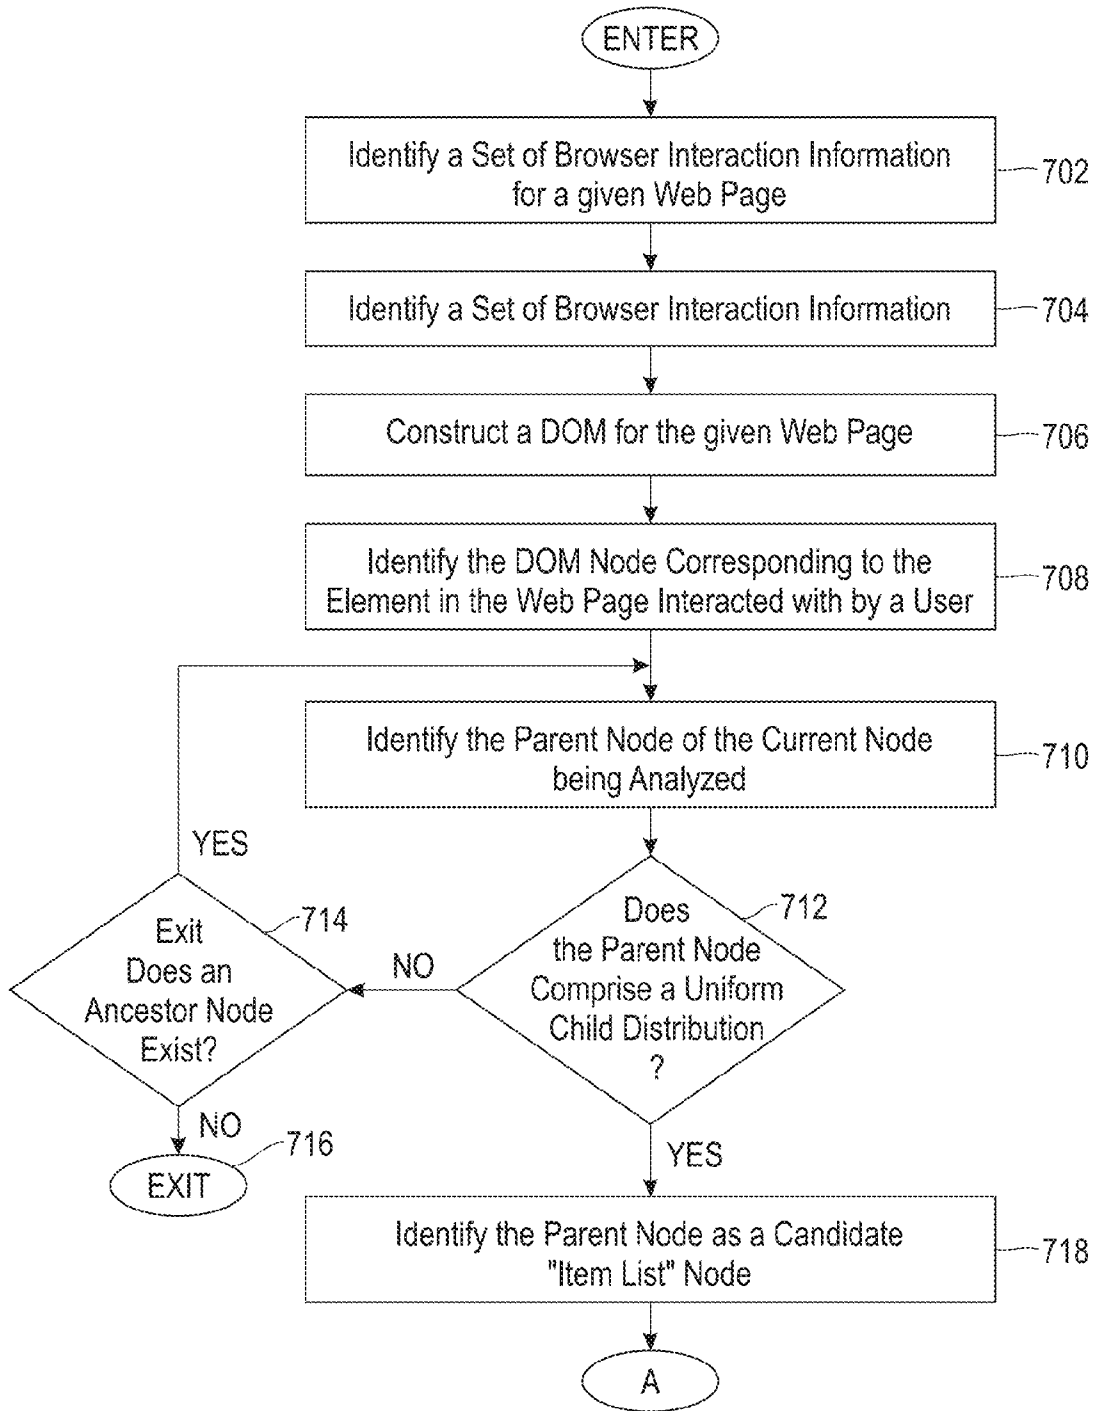 ENTER
Identify a Set of Browser Interaction Information
for a given Web Page
702
Identify a Set of Browser Interaction Information
704
Construct a DOM for the given Web Page
706
Identify the DOM Node Corresponding to the
Element in the Web Page Interacted with by a User
708
Identify the Parent Node of the Current Node
being Analyzed
710
YES
714
Exit
Does an
Ancestor Node
Exist?
NO
712
Does
the Parent Node
Comprise a Uniform
Child Distribution
?
NO
716
EXIT
YES
Identify the Parent Node as a Candidate
"Item List" Node
718
A